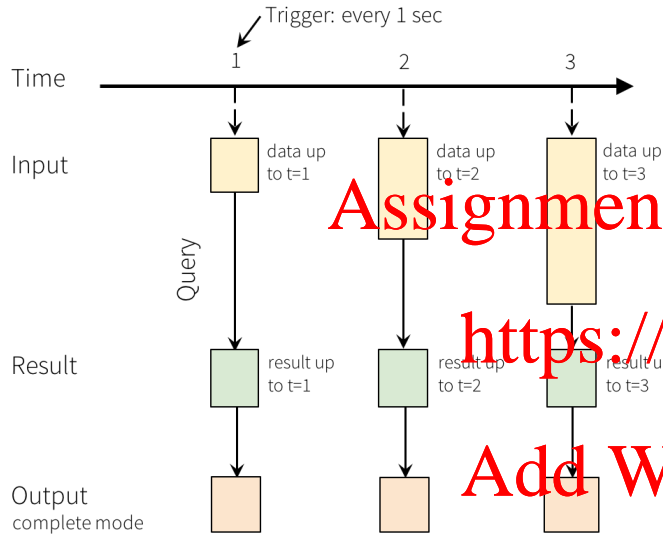 Trigger: every 1 sec
1 2 3
Time
Input
data up
to t=1
data up
to t=2
data up
to t=3
Assignmen
Query
https://
Result
result up
to t=1
result up
to t=2
result u
to t=3
Add W
Output
complete mode